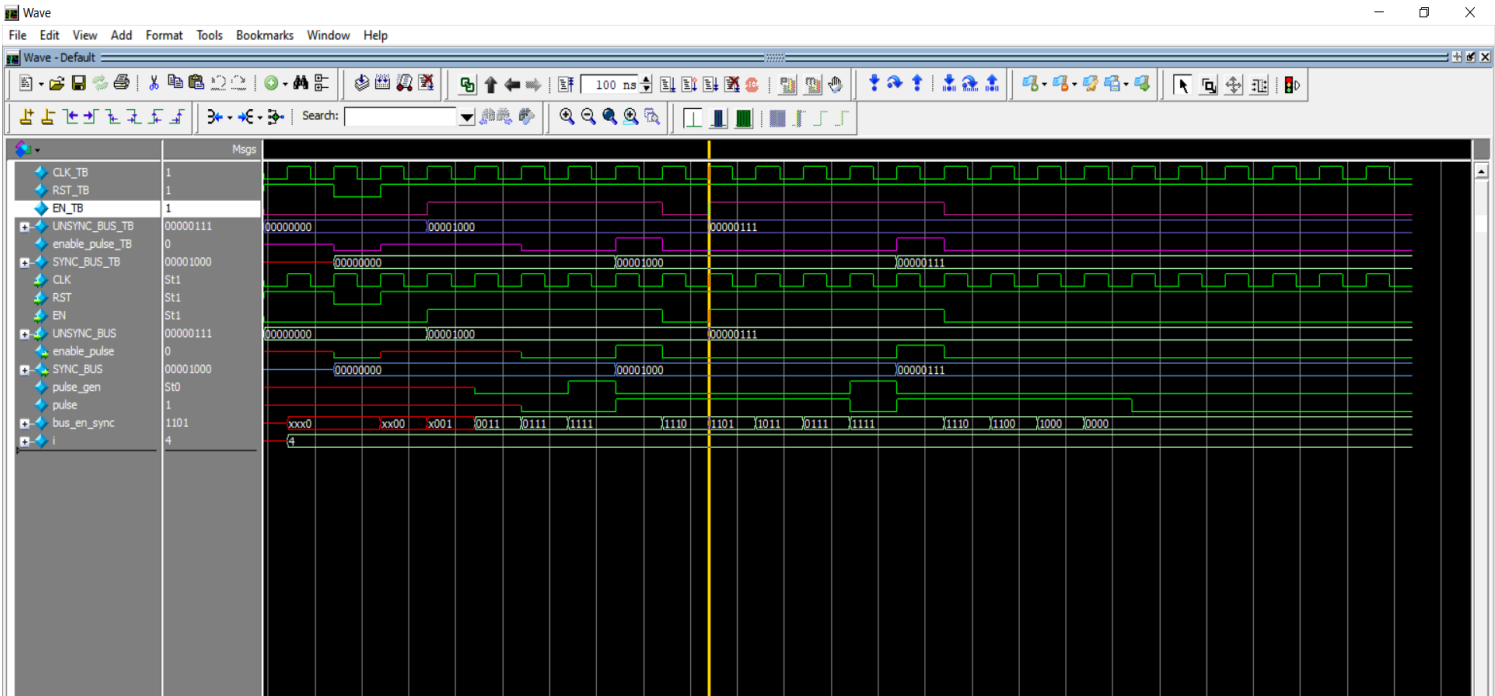 Wave
File Edit View Add Format Tools Bookmarks Window Help
Wave - Default
100 ns
Search:
Msgs
CLK_TB 1
RST_TB 1
EN_TB 1
UNSYNC_BUS_TB 00000111 00000000 00001000 00000111
enable_pulse_TB 0
SYNC_BUS_TB 00001000 00000000 00001000 00000111
CLK St1
RST St1
EN St1
UNSYNC_BUS 00000111 00000000 00001000 00000111
enable_pulse 0
SYNC_BUS 00001000 00000000 00001000 00000111
pulse_gen St0
pulse 1
bus_en_sync 1101 xxx0 xx00 x001 0011 0111 1111 1110 1101 1011 0111 1111 1110 1100 1000 0000
i 4 4